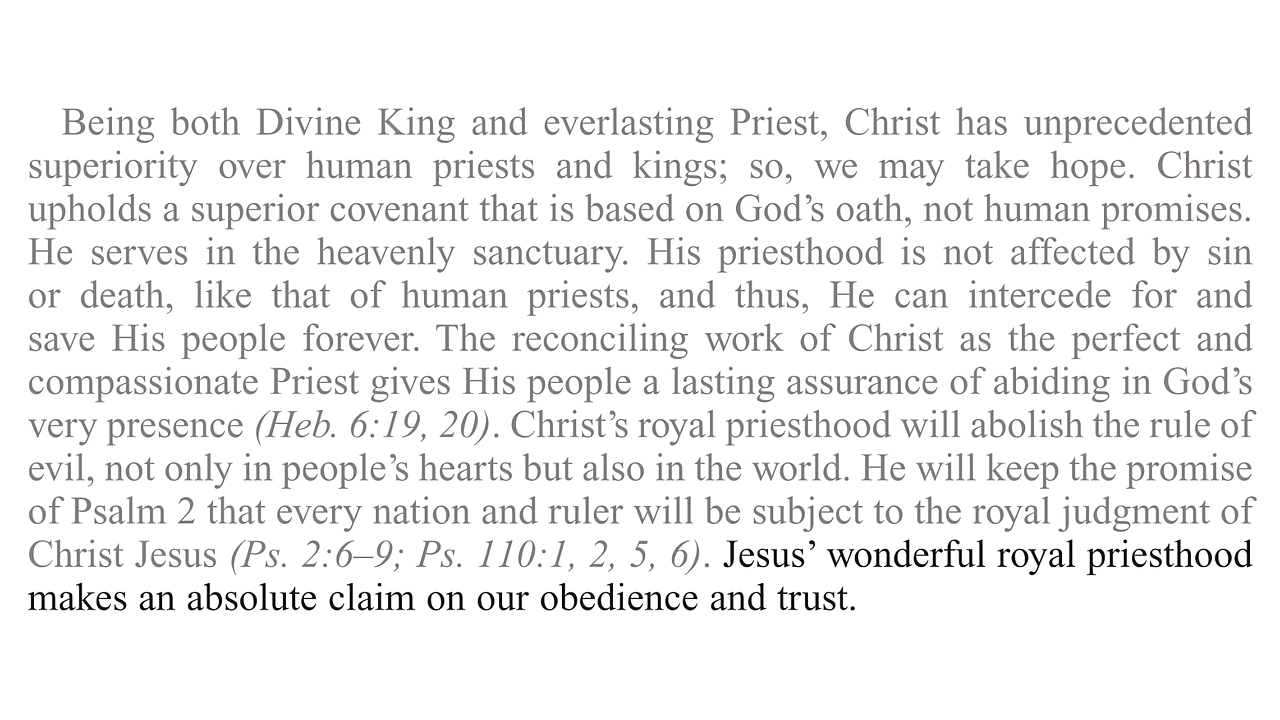 Being both Divine King and everlasting Priest, Christ has unprecedented
superiority over human priests and kings; so, we may take hope. Christ
upholds a superior covenant that is based on God’s oath, not human promises.
He serves in the heavenly sanctuary. His priesthood is not affected by sin
or death, like that of human priests, and thus, He can intercede for and
save His people forever. The reconciling work of Christ as the perfect and
compassionate Priest gives His people a lasting assurance of abiding in God’s
very presence (Heb. 6:19, 20). Christ’s royal priesthood will abolish the rule of
evil, not only in people’s hearts but also in the world. He will keep the promise
of Psalm 2 that every nation and ruler will be subject to the royal judgment of
Christ Jesus (Ps. 2:6–9; Ps. 110:1, 2, 5, 6). Jesus’ wonderful royal priesthood
makes an absolute claim on our obedience and trust.